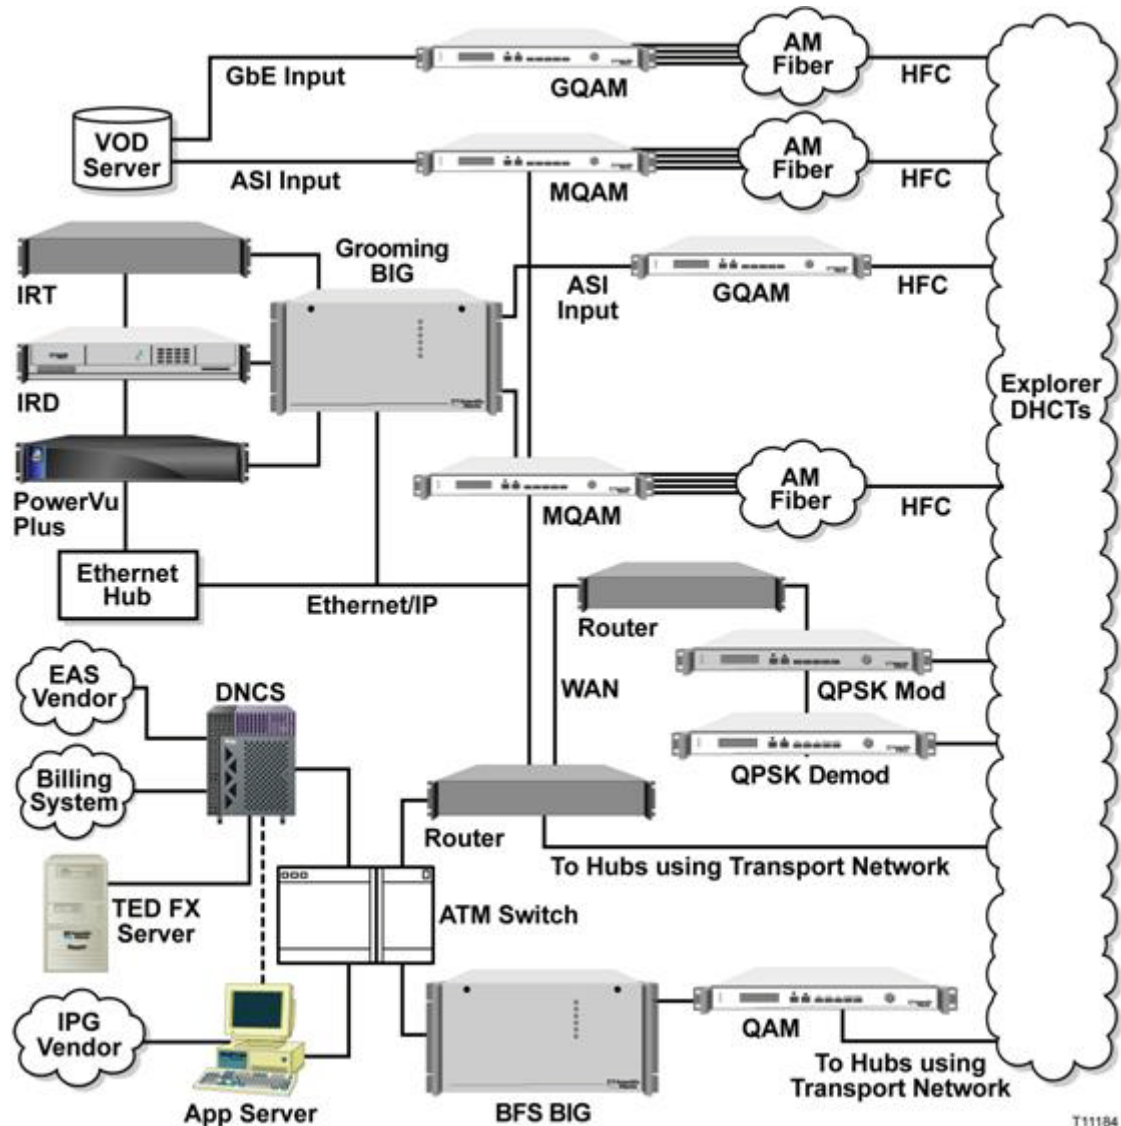 AM
Fiber
GbE Input
GQAM
HFC
VOD
Server
AM
Fiber
ASI Input
MQAM
HFC
Grooming
BIG
IRT
ASI
Input
GQAM
HFC
IRD
Explorer
DHCTs
PowerVu
Plus
MQAM
AM
Fiber
HFC
Ethernet
Hub
Ethernet/IP
Router
EAS
Vendor
DNCS
WAN
QPSK Mod
Billing
System
QPSK Demod
Router
To Hubs using Transport Network
TED FX
Server
ATM Switch
IPG
Vendor
QAM
App Server
BFS BIG
To Hubs using
Transport Network
T11184